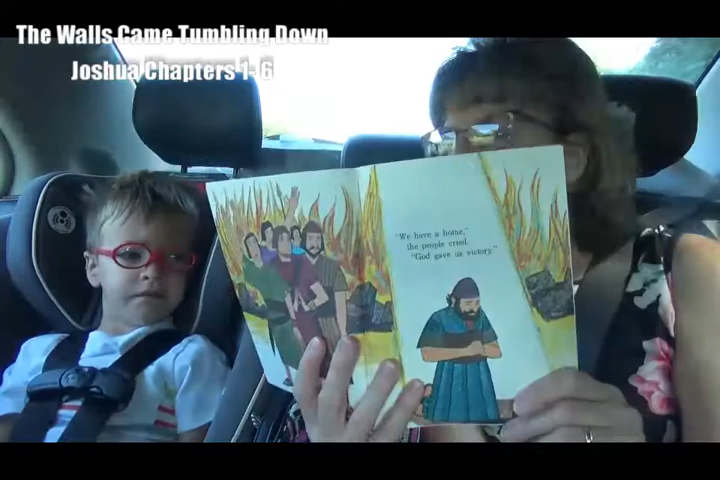 The Walls Came Tumbling Down
Joshua Chapters 1-6
"We have a home,"
the people cried.
"God gave us victory."